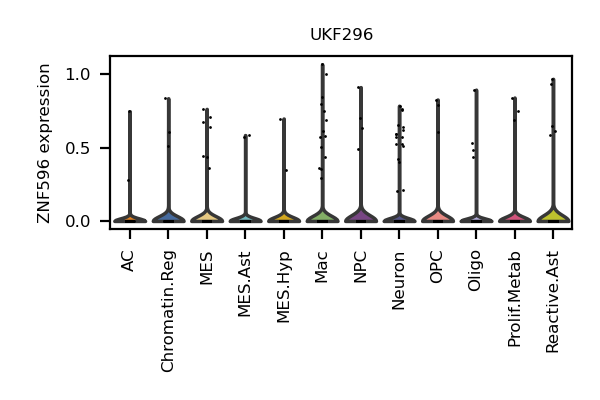 UKF296
ZNF596 expression
1.0
0.5
0.0
AC
Chromatin.Reg
MES
MES.Ast
MES.Hyp
Mac
NPC
Neuron
OPC
Oligo
Prolif.Metab
Reactive.Ast